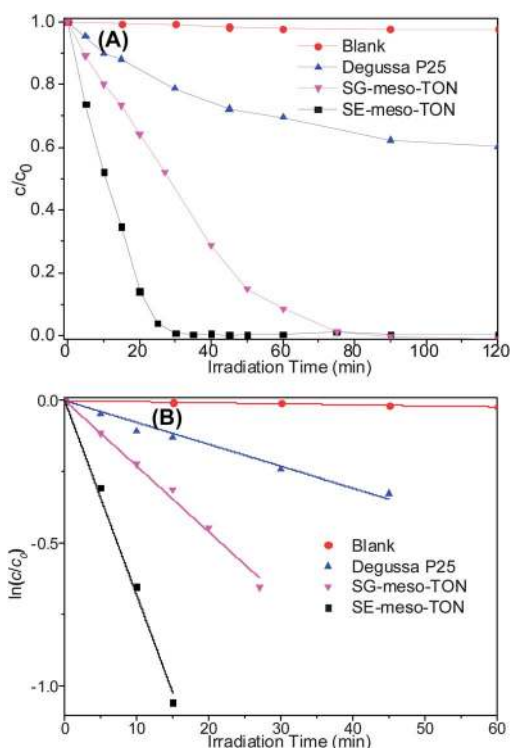 (A)
Blank
Degussa P25
SG-meso-TON
SE-meso-TON
c/c0
1.0
0.8
0.6
0.4
0.2
0.0
0 20 40 60 80 100 120
Irradiation Time (min)
(B)
Blank
Degussa P25
SG-meso-TON
SE-meso-TON
ln(c/c0)
0.0
-0.5
-1.0
0 10 20 30 40 50 60
Irradiation Time (min)